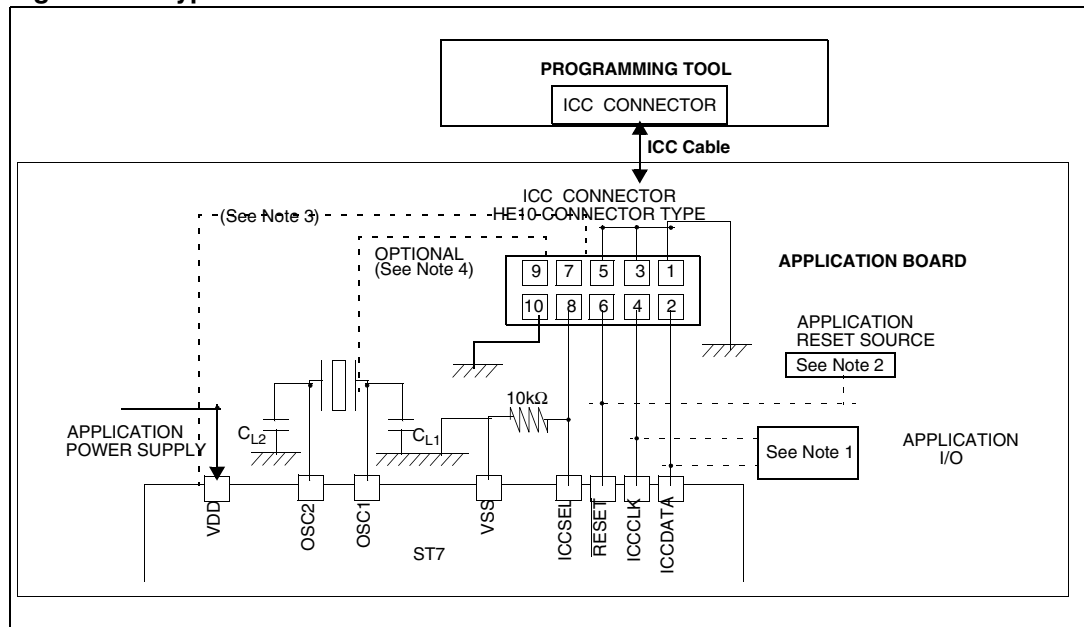 PROGRAMMING TOOL
ICC CONNECTOR
ICC Cable
ICC CONNECTOR
HE10 CONNECTOR TYPE
(See Note 3)
OPTIONAL
(See Note 4)
9 7 5 3 1
10 8 6 4 2
APPLICATION BOARD
APPLICATION
RESET SOURCE
See Note 2
10kΩ
CL2
CL1
APPLICATION
POWER SUPPLY
See Note 1
APPLICATION
I/O
VDD
OSC2
OSC1
VSS
ICCSEL
RESET
ICCCLK
ICCDATA
ST7